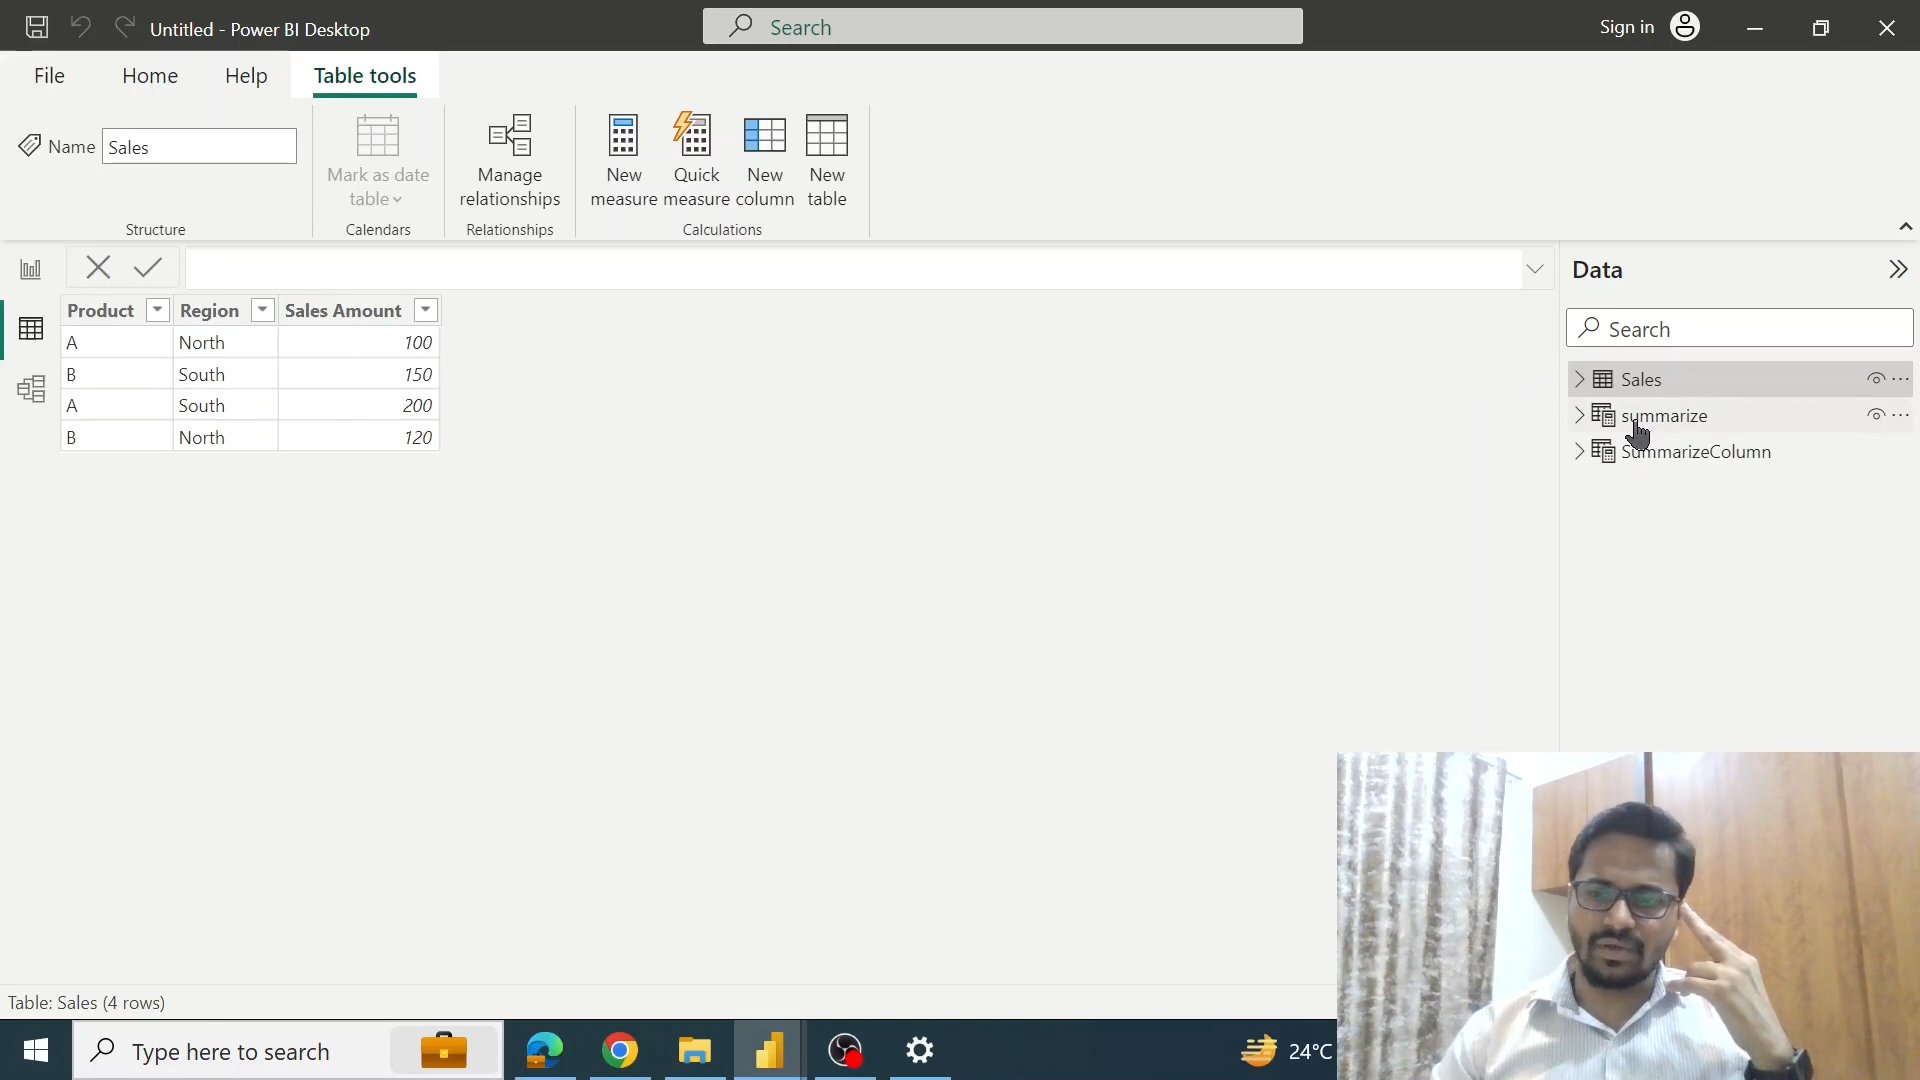 Untitled - Power BI Desktop
Search
Sign in
File
Home
Help
Table tools
Name
Sales
Mark as date
table
Manage
relationships
New
measure
Quick
measure
New
column
New
table
Structure
Calendars
Relationships
Calculations
Data
Search
Product
Region
Sales Amount
A
North
100
B
South
150
A
South
200
B
North
120
Sales
summarize
SummarizeColumn
Table: Sales (4 rows)
Type here to search
24°C